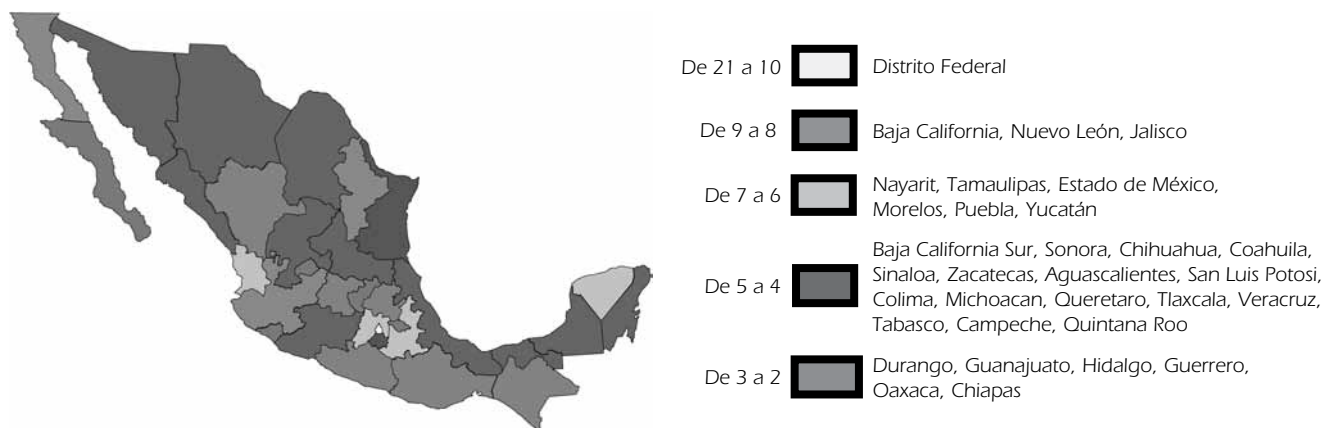 De 21 a 10 Distrito Federal
De 9 a 8 Baja California, Nuevo León, Jalisco
De 7 a 6 Nayarit, Tamaulipas, Estado de México,
Morelos, Puebla, Yucatán
De 5 a 4 Baja California Sur, Sonora, Chihuahua, Coahuila,
Sinaloa, Zacatecas, Aguascalientes, San Luis Potosi,
Colima, Michoacan, Queretaro, Tlaxcala, Veracruz,
Tabasco, Campeche, Quintana Roo
De 3 a 2 Durango, Guanajuato, Hidalgo, Guerrero,
Oaxaca, Chiapas